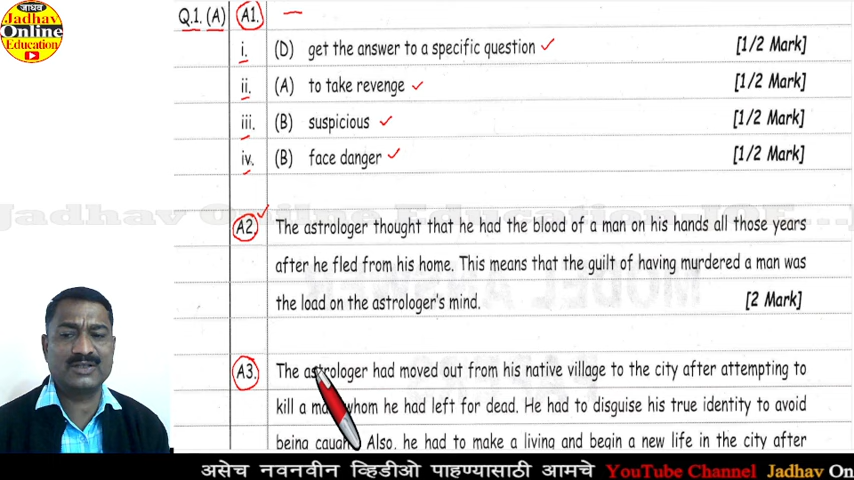 जाधव
Jadhav
Online
Education
Q.1. (A) A1.
i. (D) get the answer to a specific question [1/2 Mark]
ii. (A) to take revenge [1/2 Mark]
iii. (B) suspicious [1/2 Mark]
iv. (B) face danger [1/2 Mark]
Jadhav Online Education-JOE...
A2. The astrologer thought that he had the blood of a man on his hands all those years
after he fled from his home. This means that the guilt of having murdered a man was
the load on the astrologer's mind. [2 Mark]
A3. The astrologer had moved out from his native village to the city after attempting to
kill a man whom he had left for dead. He had to disguise his true identity to avoid
being caught. Also, he had to make a living and begin a new life in the city after
असेच नवनवीन व्हिडीओ पाहण्यासाठी आमचे YouTube Channel Jadhav On